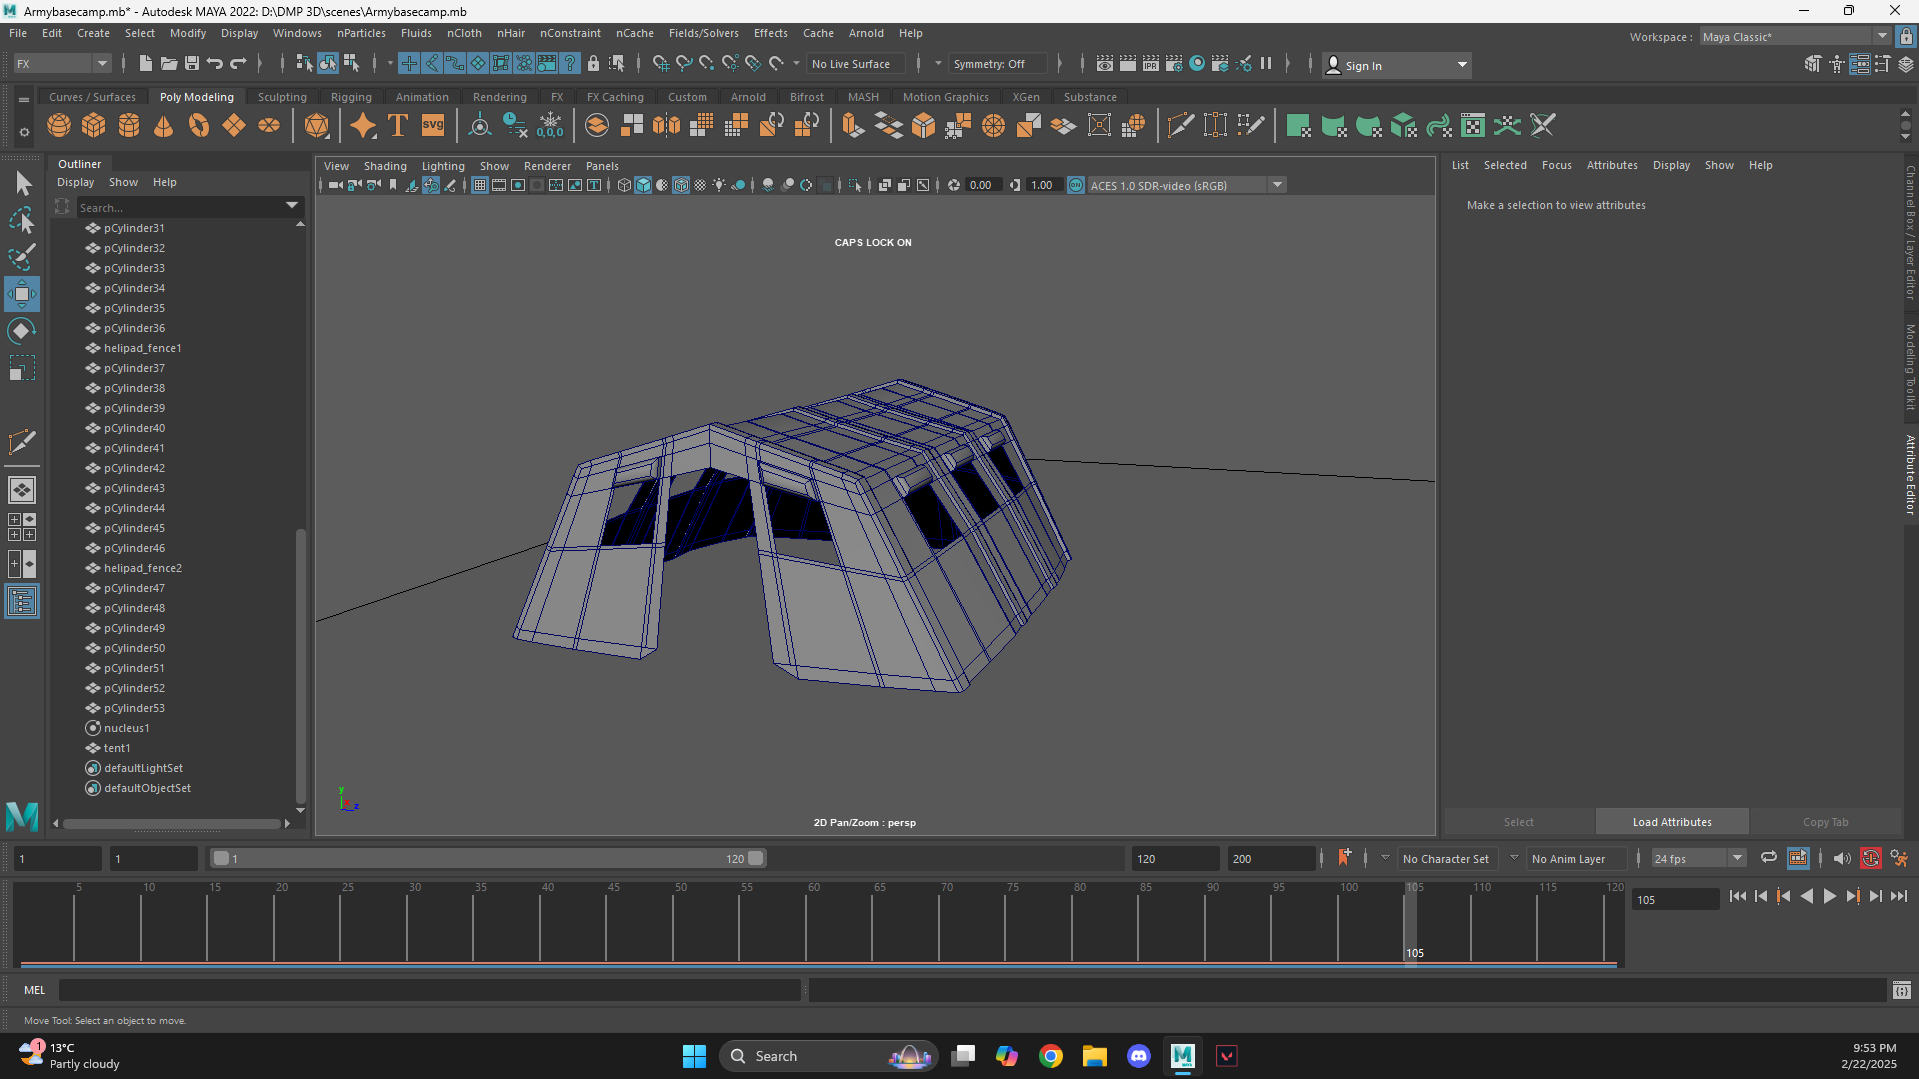 Armybasecamp.mb* - Autodesk MAYA 2022: D:\DMP 3D\scenes\Armybasecamp.mb
File Edit Create Select Modify Display Windows nParticles Fluids nCloth nHair nConstraint nCache Fields/Solvers Effects Cache Arnold Help
Workspace : Maya Classic*
FX No Live Surface Symmetry: Off Sign In
Curves / Surfaces Poly Modeling Sculpting Rigging Animation Rendering FX FX Caching Custom Arnold Bifrost MASH Motion Graphics XGen Substance
SVG 0,0,0
Outliner
Display Show Help
Search...
pCylinder31
pCylinder32
pCylinder33
pCylinder34
pCylinder35
pCylinder36
helipad_fence1
pCylinder37
pCylinder38
pCylinder39
pCylinder40
pCylinder41
pCylinder42
pCylinder43
pCylinder44
pCylinder45
pCylinder46
helipad_fence2
pCylinder47
pCylinder48
pCylinder49
pCylinder50
pCylinder51
pCylinder52
pCylinder53
nucleus1
tent1
defaultLightSet
defaultObjectSet
View Shading Lighting Show Renderer Panels
0.00 1.00 ON ACES 1.0 SDR-video (sRGB)
CAPS LOCK ON
y
z
2D Pan/Zoom : persp
List Selected Focus Attributes Display Show Help
Make a selection to view attributes
Select Load Attributes Copy Tab
Channel Box / Layer Editor
Modeling Toolkit
Attribute Editor
1 1 1 120 120 200 No Character Set No Anim Layer 24 fps
5 10 15 20 25 30 35 40 45 50 55 60 65 70 75 80 85 90 95 100 105 110 115 120
105
105
MEL
Move Tool: Select an object to move.
1
13°C
Partly cloudy
Search
9:53 PM
2/22/2025